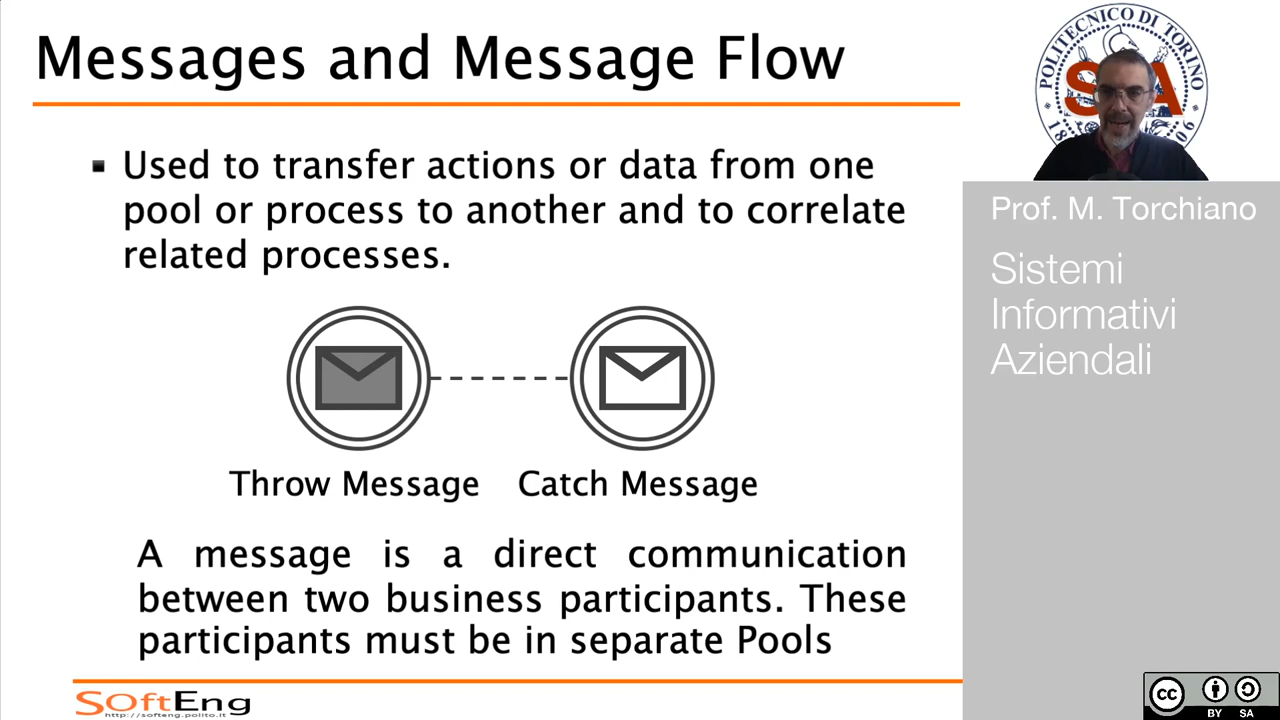 Messages and Message Flow
Used to transfer actions or data from one
pool or process to another and to correlate
related processes.
Throw Message
Catch Message
A message is a direct communication
between two business participants. These
participants must be in separate Pools
SOftEng
http://softeng.polito.it
POLITECNICO DI TORINO
Prof. M. Torchiano
Sistemi
Informativi
Aziendali
cc
BY SA